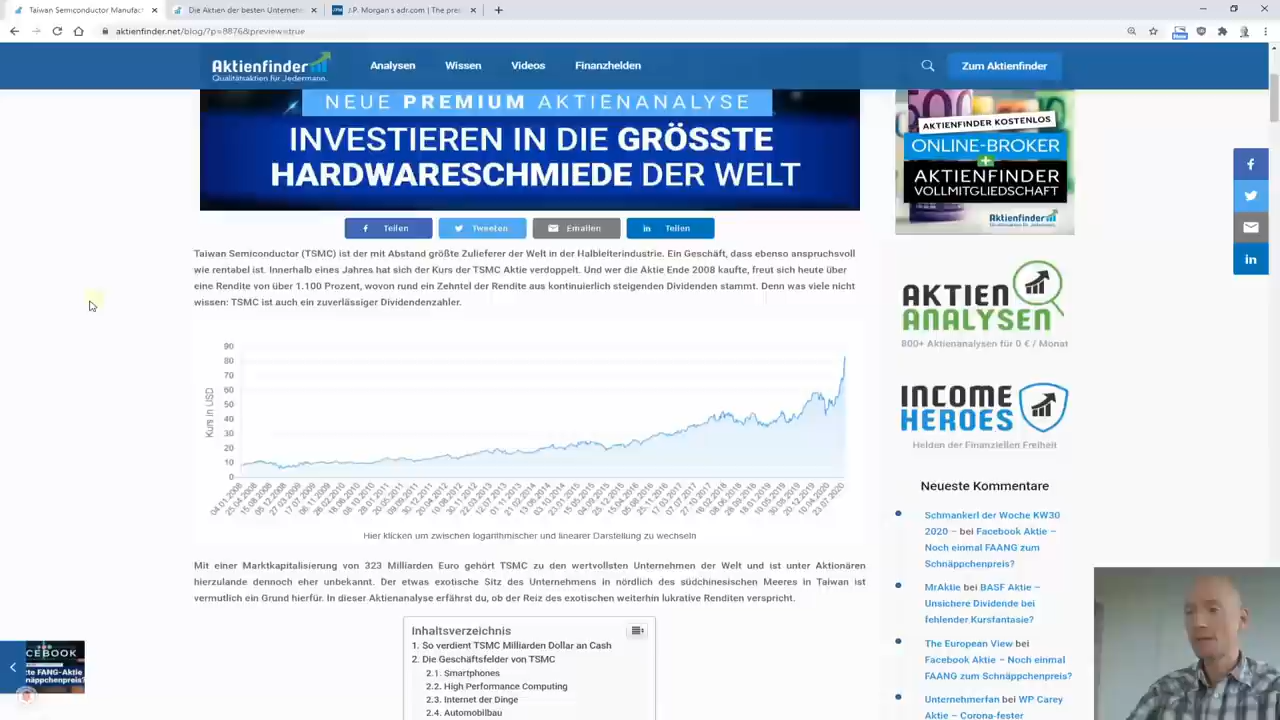 Taiwan Semiconductor Manufact
Die Aktien der besten Unternehm
J.P. Morgan's adr.com | The pre
aktienfinder.net/blog/?p=8876&preview=true
Aktienfinder
Qualitätsaktien für Jedermann.
Analysen
Wissen
Videos
Finanzhelden
Zum Aktienfinder
NEUE PREMIUM AKTIENANALYSE
INVESTIEREN IN DIE GRÖSSTE
HARDWARESCHMIEDE DER WELT
Teilen
Tweeten
Emailen
Teilen
Taiwan Semiconductor (TSMC) ist der mit Abstand größte Zulieferer der Welt in der Halbleiterindustrie. Ein Geschäft, dass ebenso anspruchsvoll
wie rentabel ist. Innerhalb eines Jahres hat sich der Kurs der TSMC Aktie verdoppelt. Und wer die Aktie Ende 2008 kaufte, freut sich heute über
eine Rendite von über 1.100 Prozent, wovon rund ein Zehntel der Rendite aus kontinuierlich steigenden Dividenden stammt. Denn was viele nicht
wissen: TSMC ist auch ein zuverlässiger Dividendenzahler.
90
80
70
60
50
40
30
20
10
0
Kurs in USD
04.01.2008
23.07.2020
Hier klicken um zwischen logarithmischer und linearer Darstellung zu wechseln
Mit einer Marktkapitalisierung von 323 Milliarden Euro gehört TSMC zu den wertvollsten Unternehmen der Welt und ist unter Aktionären
hierzulande dennoch eher unbekannt. Der etwas exotische Sitz des Unternehmens in nördlich des südchinesischen Meeres in Taiwan ist
vermutlich ein Grund hierfür. In dieser Aktienanalyse erfährst du, ob der Reiz des exotischen weiterhin lukrative Renditen verspricht.
Inhaltsverzeichnis
1. So verdient TSMC Milliarden Dollar an Cash
2. Die Geschäftsfelder von TSMC
2.1. Smartphones
2.2. High Performance Computing
2.3. Internet der Dinge
2.4. Automobilbau
AKTIENFINDER KOSTENLOS
ONLINE-BROKER
+
AKTIENFINDER
VOLLMITGLIEDSCHAFT
Aktienfinder
AKTIEN
ANALYSEN
800+ Aktienanalysen für 0 € / Monat
INCOME
HEROES
Helden der Finanziellen Freiheit
Neueste Kommentare
Schmankerl der Woche KW30
2020 – bei Facebook Aktie –
Noch einmal FAANG zum
Schnäppchenpreis?
MrAktie bei BASF Aktie –
Unsichere Dividende bei
fehlender Kursfantasie?
The European View bei
Facebook Aktie – Noch einmal
FAANG zum Schnäppchenpreis?
Unternehmerfan bei WP Carey
Aktie – Corona-fester
CEBOOK
te FANG-Aktie
näppchenpreis?